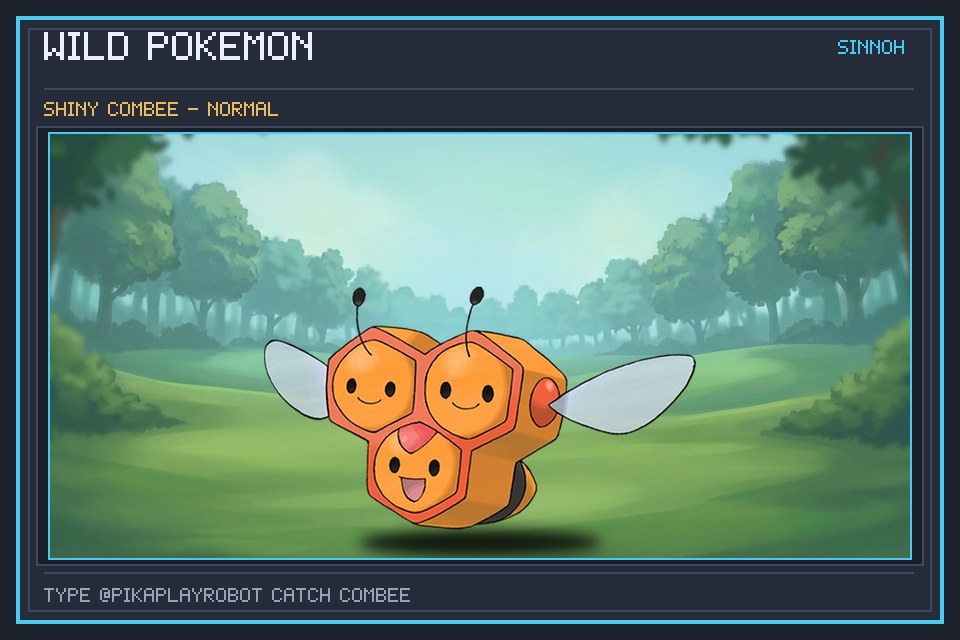 WILD POKEMON
SINNOH
SHINY COMBEE - NORMAL
TYPE @PIKAPLAYROBOT CATCH COMBEE